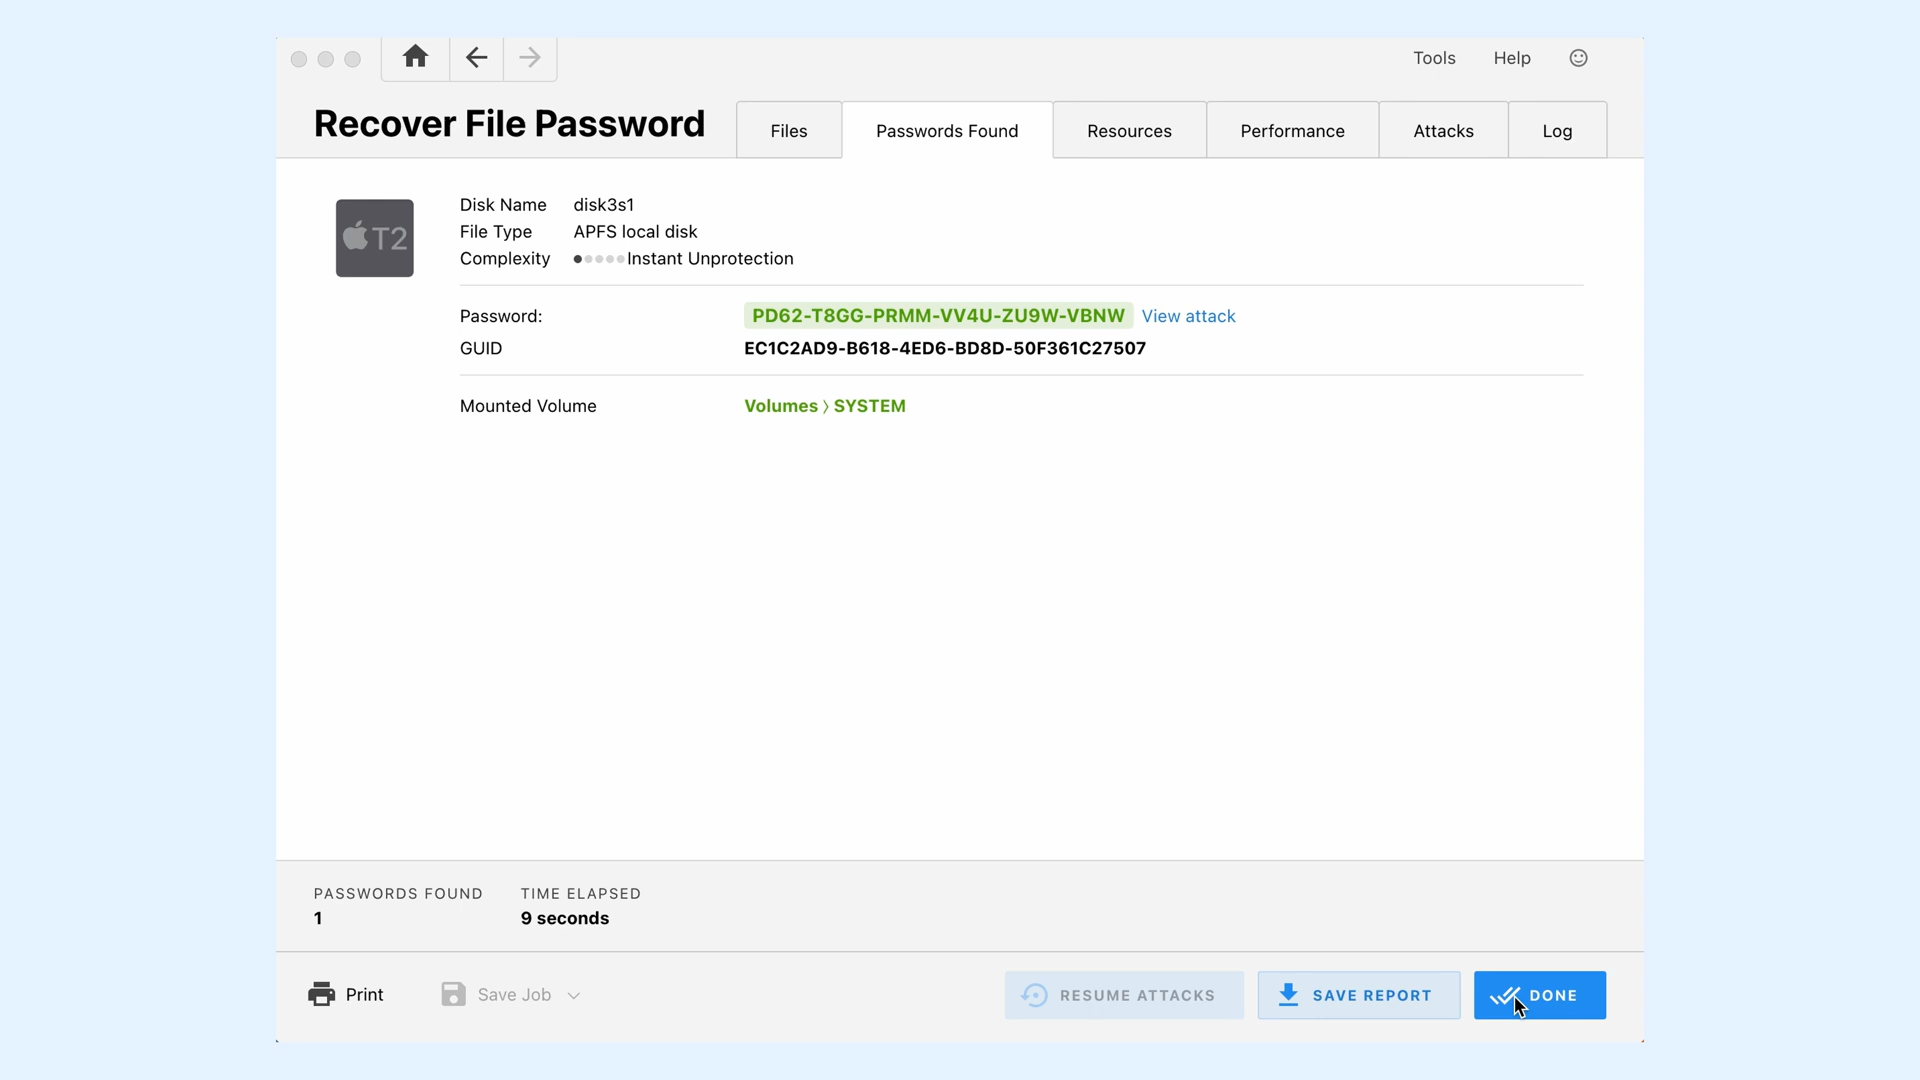 Tools Help
Recover File Password
Files Passwords Found Resources Performance Attacks Log
T2
Disk Name disk3s1
File Type APFS local disk
Complexity Instant Unprotection
Password: PD62-T8GG-PRMM-VV4U-ZU9W-VBNW View attack
GUID EC1C2AD9-B618-4ED6-BD8D-50F361C27507
Mounted Volume Volumes 〉 SYSTEM
PASSWORDS FOUND TIME ELAPSED
1 9 seconds
Print Save Job RESUME ATTACKS SAVE REPORT DONE